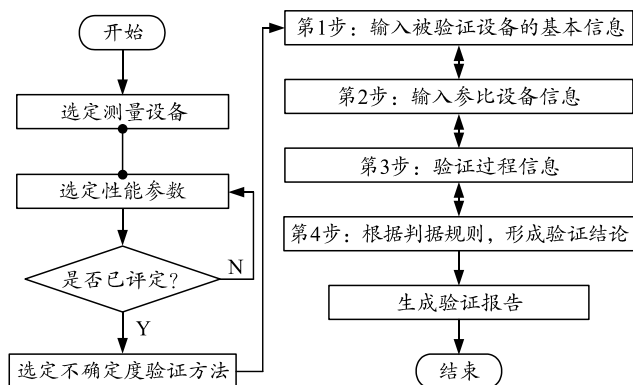 开始
选定测量设备
选定性能参数
是否已评定?
N
Y
选定不确定度验证方法
第1步：输入被验证设备的基本信息
第2步：输入参比设备信息
第3步：验证过程信息
第4步：根据判据规则，形成验证结论
生成验证报告
结束